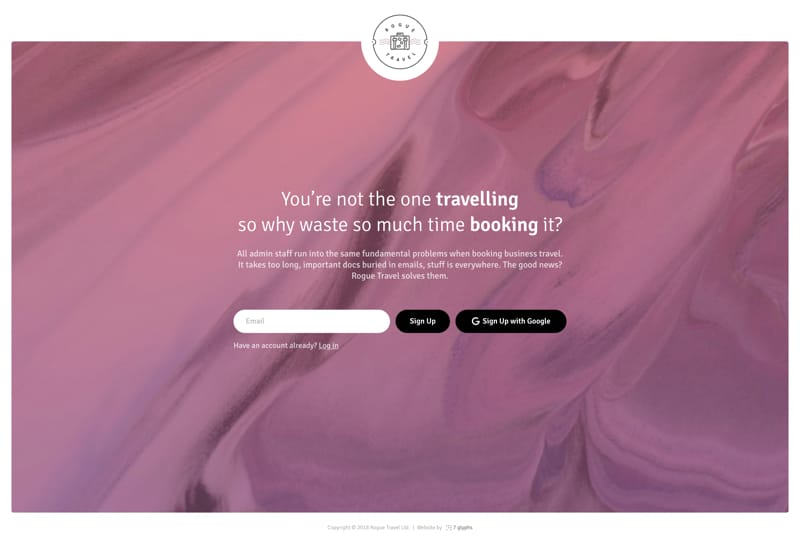 ROGUE
TRAVEL
You're not the one travelling
so why waste so much time booking it?
All admin staff run into the same fundamental problems when booking business travel.
It takes too long, important docs buried in emails, stuff is everywhere. The good news?
Rogue Travel solves them.
Email
Sign Up
G Sign Up with Google
Have an account already? Log in
Copyright © 2018 Rogue Travel Ltd. | Website by 7 glyphs